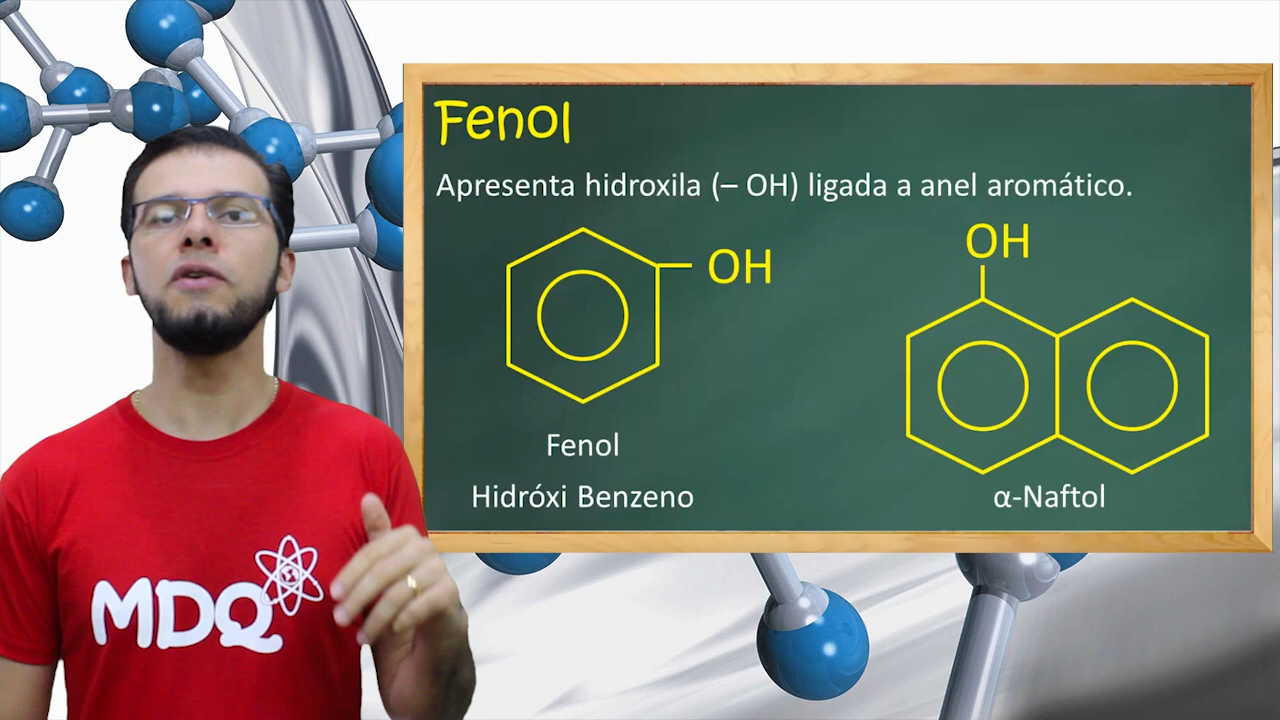 Fenol
Apresenta hidroxila (– OH) ligada a anel aromático.
OH
OH
Fenol
Hidróxi Benzeno
α-Naftol
MDQ